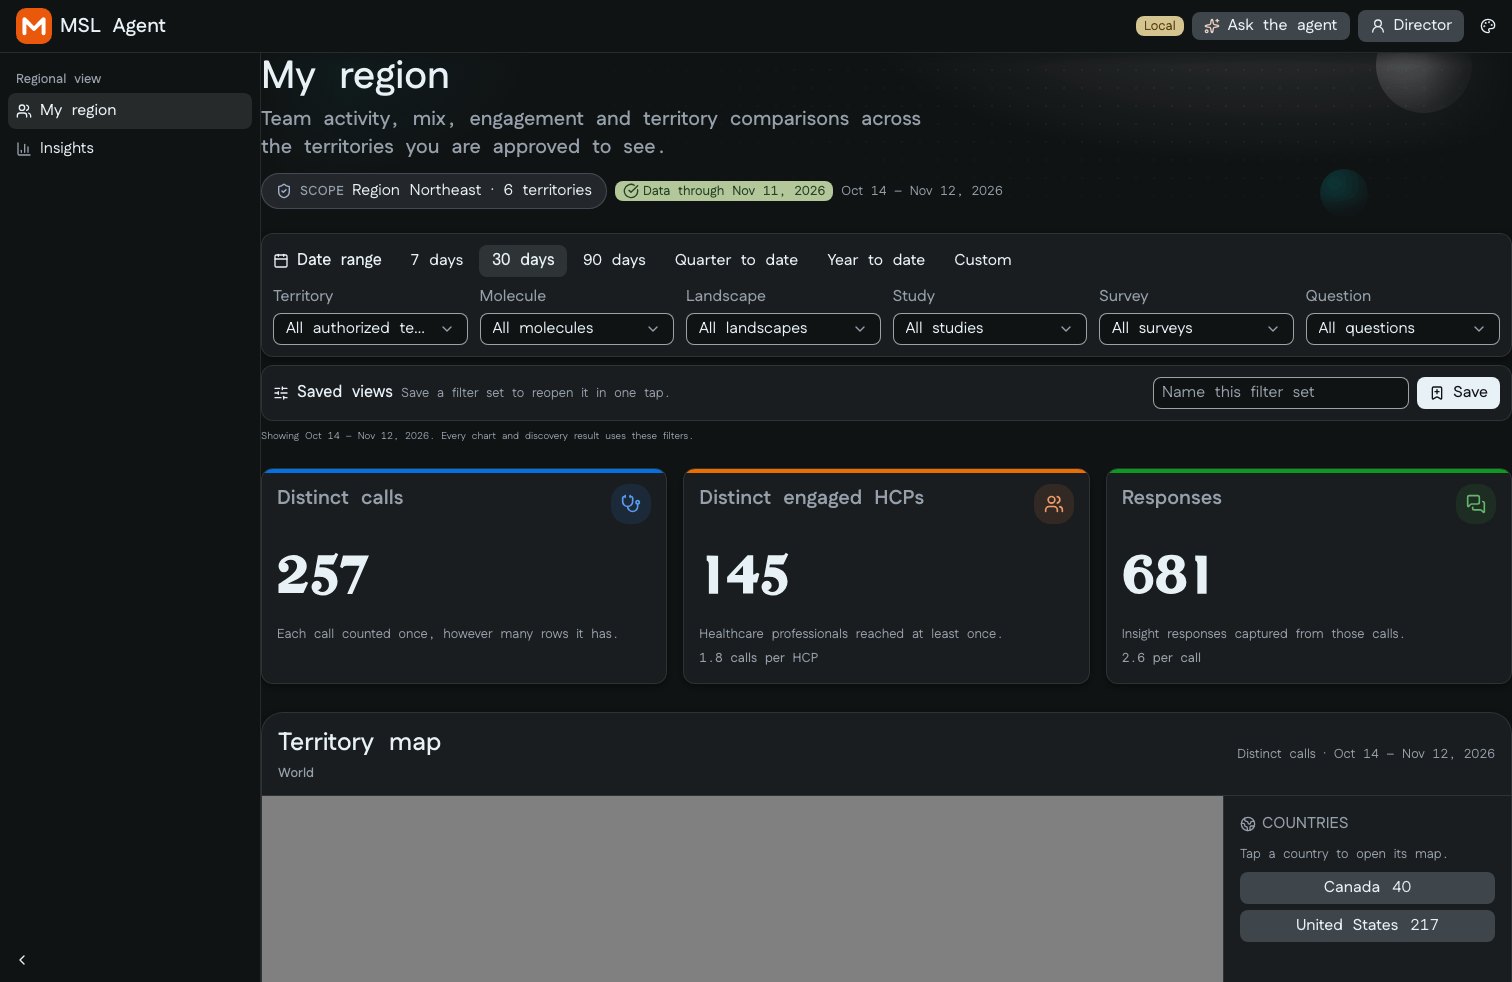 MSL Agent
Local
Ask the agent
Director
Regional view
My region
Insights
My region
Team activity, mix, engagement and territory comparisons across
the territories you are approved to see.
SCOPE Region Northeast · 6 territories
Data through Nov 11, 2026
Oct 14 – Nov 12, 2026
Date range
7 days
30 days
90 days
Quarter to date
Year to date
Custom
Territory
Molecule
Landscape
Study
Survey
Question
All authorized te...
All molecules
All landscapes
All studies
All surveys
All questions
Saved views Save a filter set to reopen it in one tap.
Name this filter set
Save
Showing Oct 14 – Nov 12, 2026. Every chart and discovery result uses these filters.
Distinct calls
257
Each call counted once, however many rows it has.
Distinct engaged HCPs
145
Healthcare professionals reached at least once.
1.8 calls per HCP
Responses
681
Insight responses captured from those calls.
2.6 per call
Territory map
World
Distinct calls · Oct 14 – Nov 12, 2026
COUNTRIES
Tap a country to open its map.
Canada 40
United States 217